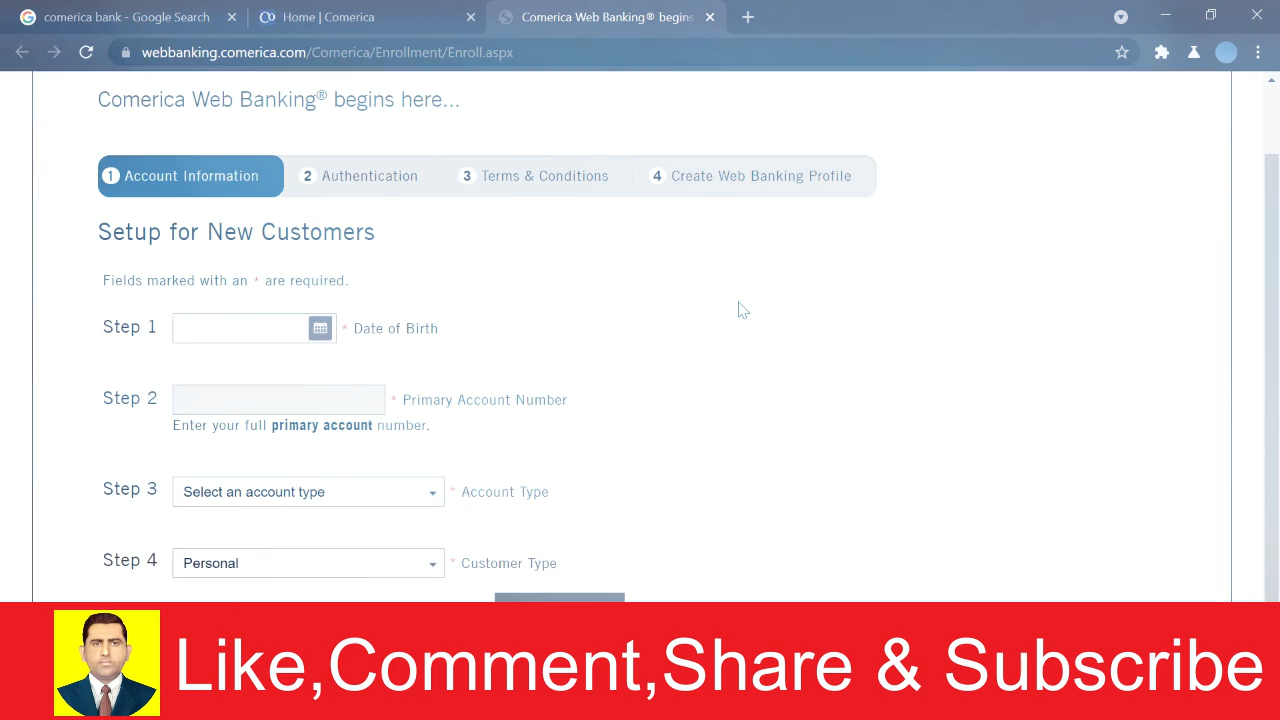 comerica bank - Google Search
Home | Comerica
Comerica Web Banking® begins
webbanking.comerica.com/Comerica/Enrollment/Enroll.aspx
Comerica Web Banking® begins here...
1 Account Information 2 Authentication 3 Terms & Conditions 4 Create Web Banking Profile
Setup for New Customers
Fields marked with an * are required.
Step 1 * Date of Birth
Step 2 * Primary Account Number
Enter your full primary account number.
Step 3 Select an account type * Account Type
Step 4 Personal * Customer Type
Like,Comment,Share & Subscribe